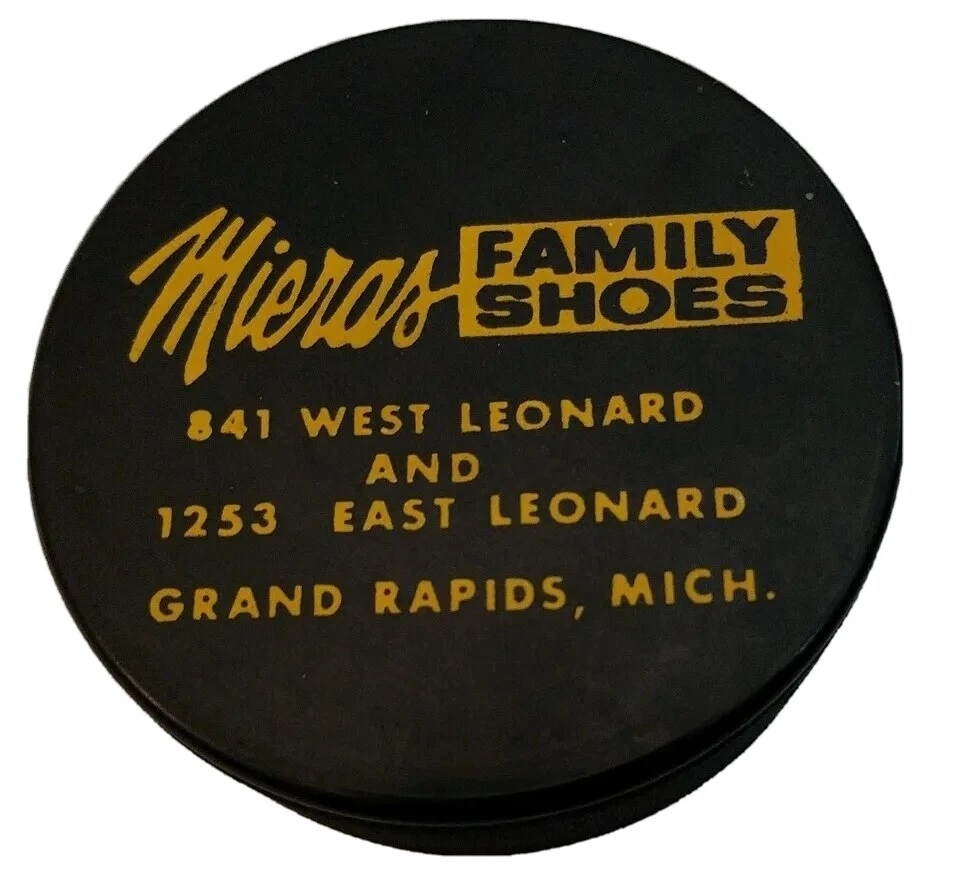 Mieras FAMILY
SHOES
841 WEST LEONARD
AND
1253 EAST LEONARD
GRAND RAPIDS, MICH.